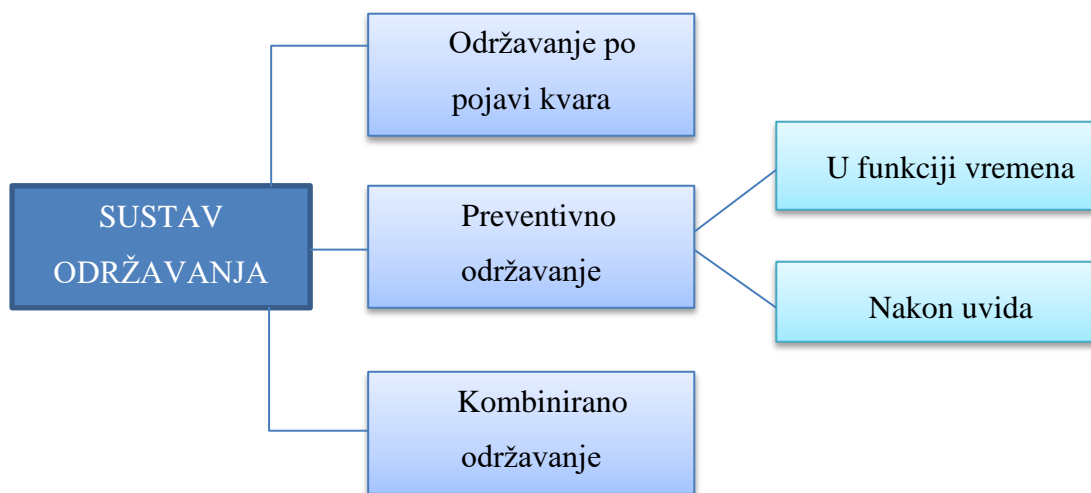 Održavanje po
pojavi kvara
SUSTAV
ODRŽAVANJA
Preventivno
održavanje
U funkciji vremena
Nakon uvida
Kombinirano
održavanje